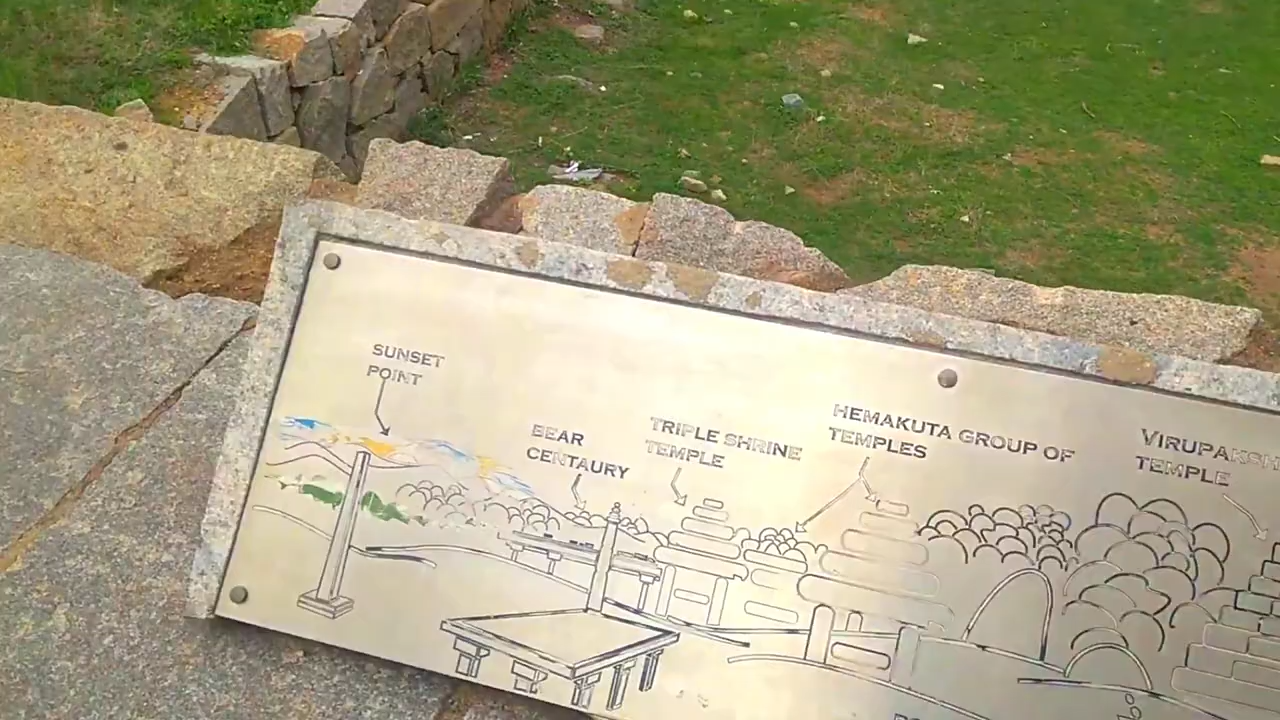 SUNSET
POINT
BEAR
CENTAURY
TRIPLE SHRINE
TEMPLE
HEMAKUTA GROUP OF
TEMPLES
VIRUPAKSH
TEMPLE